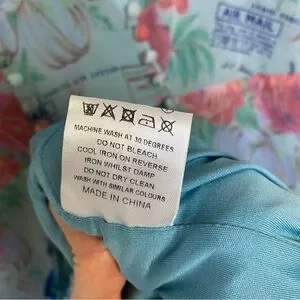 AIR MAIL
MACHINE WASH AT 30 DEGREES
DO NOT BLEACH
COOL IRON ON REVERSE
IRON WHILST DAMP
DO NOT DRY CLEAN
WASH WITH SIMILAR COLOURS
MADE IN CHINA